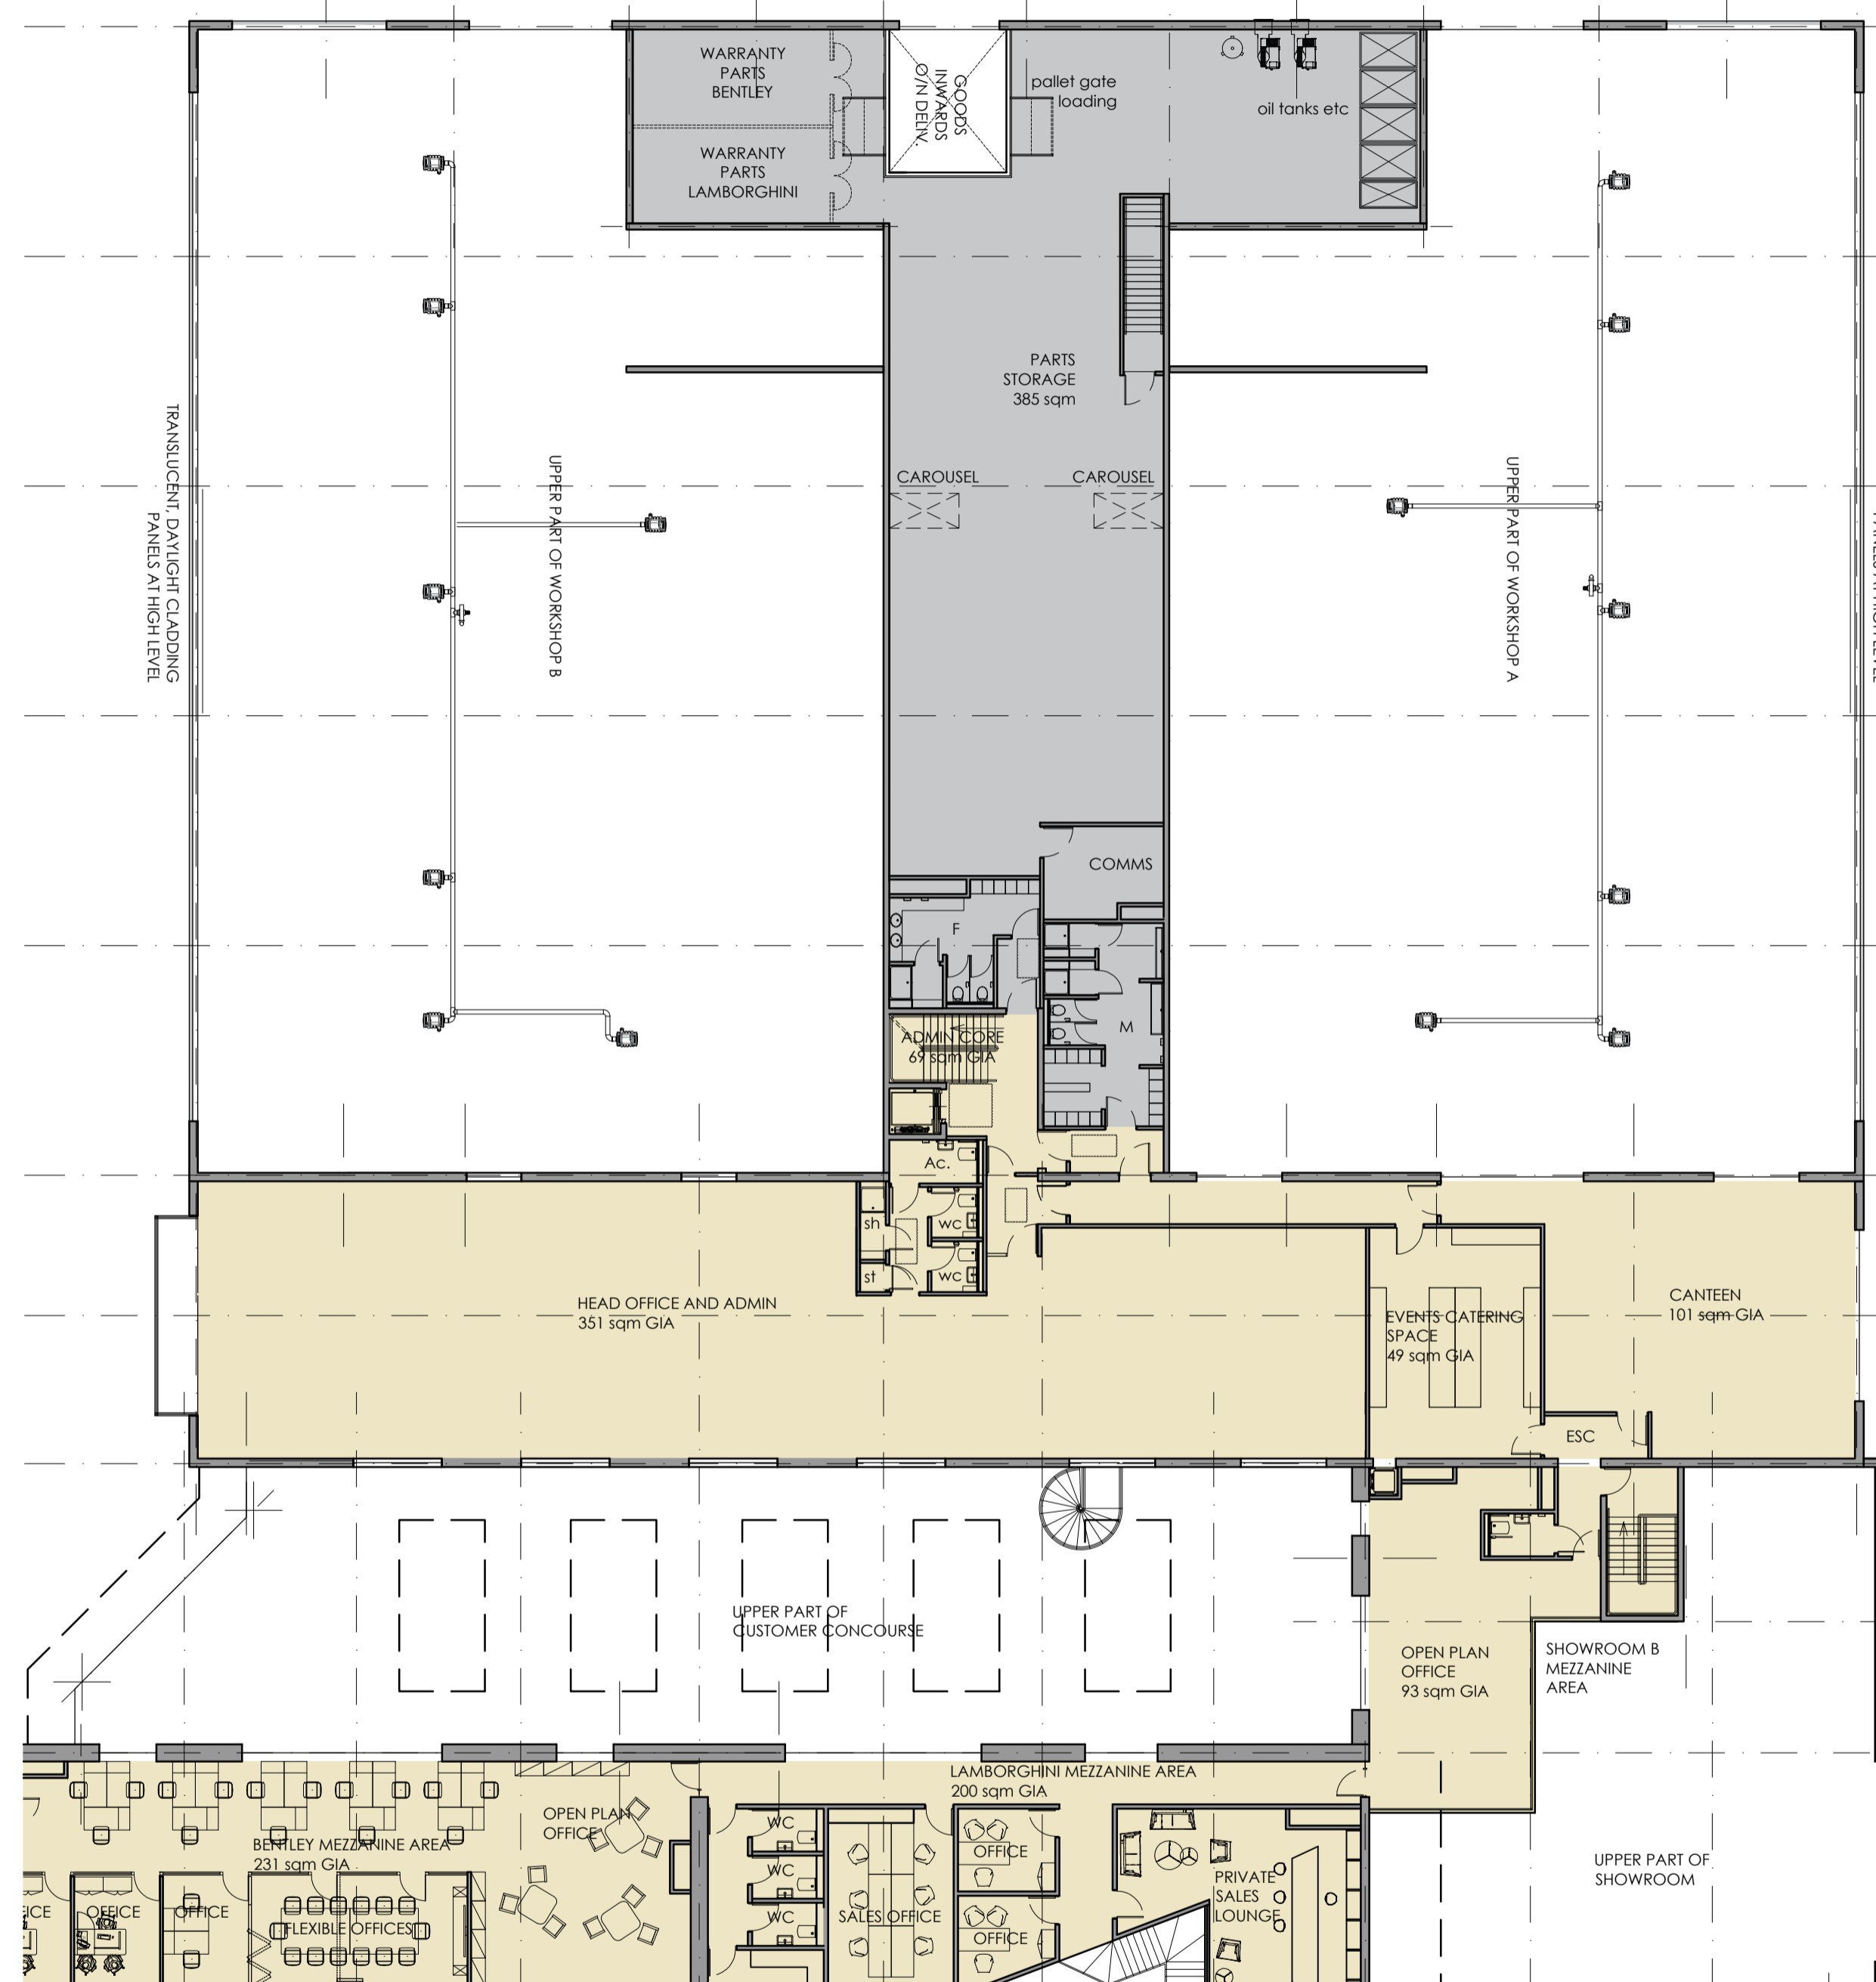 WARRANTY
PARTS
BENTLEY
WARRANTY
PARTS
LAMBORGHINI
GOODS
INWARDS
O/N DELIV.
pallet gate
loading
oil tanks etc
PARTS
STORAGE
385 sqm
TRANSLUCENT, DAYLIGHT CLADDING
PANELS AT HIGH LEVEL
UPPER PART OF WORKSHOP B
CAROUSEL
CAROUSEL
UPPER PART OF WORKSHOP A
PANELS AT HIGH LEVEL
COMMS
F
M
ADMIN CORE
69 sqm GIA
Ac.
sh
wc
st
wc
HEAD OFFICE AND ADMIN
351 sqm GIA
EVENTS CATERING
SPACE
49 sqm GIA
CANTEEN
101 sqm GIA
ESC
UPPER PART OF
CUSTOMER CONCOURSE
OPEN PLAN
OFFICE
93 sqm GIA
SHOWROOM B
MEZZANINE
AREA
LAMBORGHINI MEZZANINE AREA
200 sqm GIA
OPEN PLAN
OFFICE
BENTLEY MEZZANINE AREA
231 sqm GIA
WC
WC
WC
OFFICE
OFFICE
PRIVATE
SALES
LOUNGE
UPPER PART OF
SHOWROOM
ICE
OFFICE
OFFICE
FLEXIBLE OFFICES
SALES OFFICE